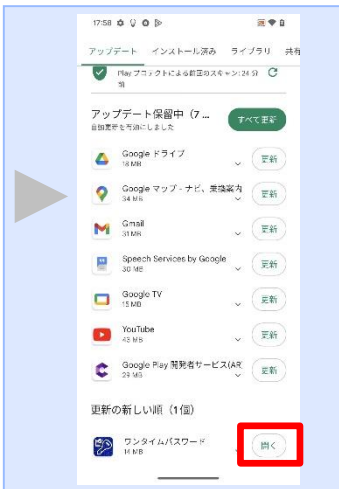 17:58
アップデート インストール済み ライブラリ 共有
Play プロテクトによる前回のスキャン: 24 分
前
アップデート保留中（7 ...
自動更新を有効にしました
すべて更新
Google ドライブ
18 MB
更新
Google マップ - ナビ、乗換案内
34 MB
更新
Gmail
31 MB
更新
Speech Services by Google
30 MB
更新
Google TV
15 MB
更新
YouTube
43 MB
更新
Google Play 開発者サービス(AR
29 MB
更新
更新の新しい順（1個）
ワンタイムパスワード
14 MB
開く